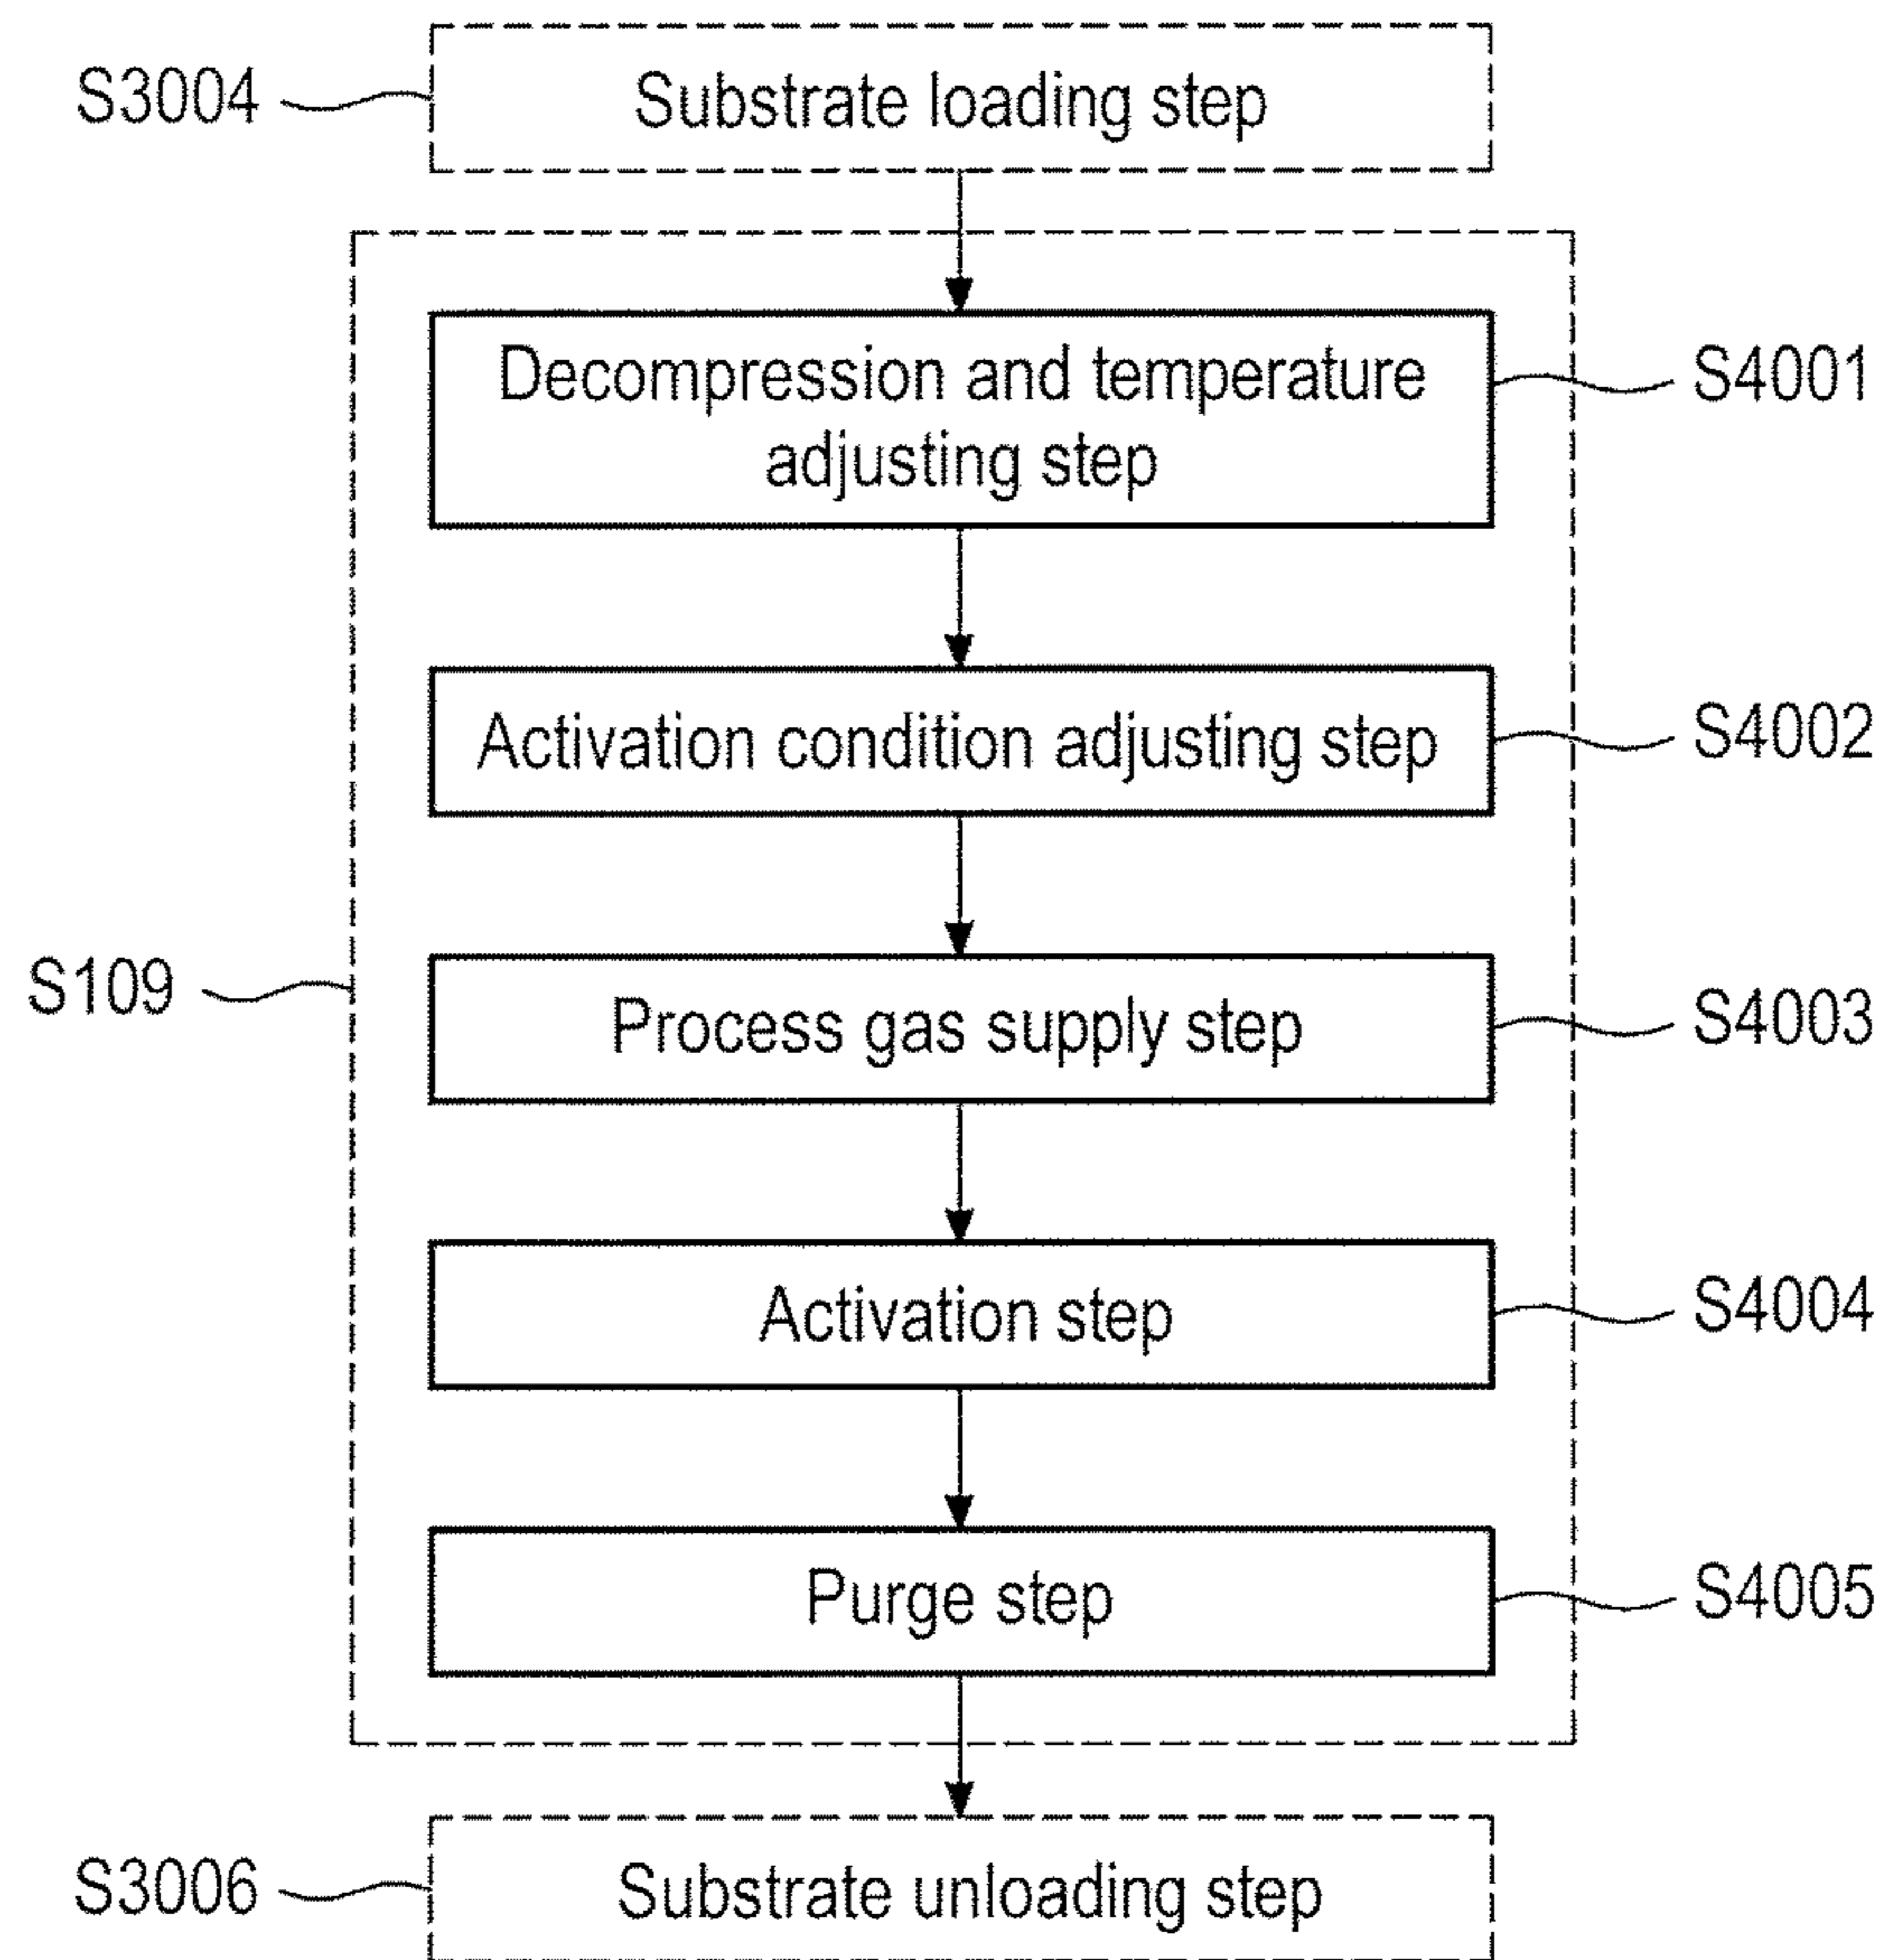 S3004
Substrate loading step
Decompression and temperature
adjusting step
S4001
Activation condition adjusting step
S4002
S109
Process gas supply step
S4003
Activation step
S4004
Purge step
S4005
S3006
Substrate unloading step